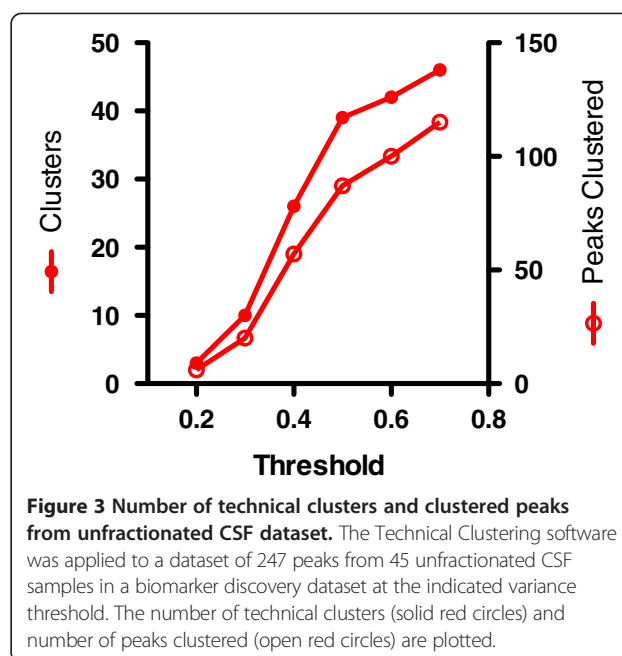 50
40
30
20
10
0
Clusters
150
100
50
0
Peaks Clustered
0.2 0.4 0.6 0.8
Threshold
Figure 3 Number of technical clusters and clustered peaks
from unfractionated CSF dataset. The Technical Clustering software
was applied to a dataset of 247 peaks from 45 unfractionated CSF
samples in a biomarker discovery dataset at the indicated variance
threshold. The number of technical clusters (solid red circles) and
number of peaks clustered (open red circles) are plotted.